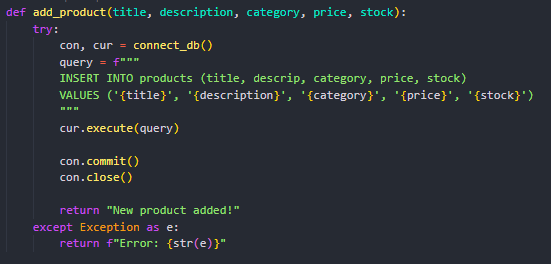 def add_product(title, description, category, price, stock):
    try:
        con, cur = connect_db()
        query = f"""
        INSERT INTO products (title, descrip, category, price, stock)
        VALUES ('{title}', '{description}', '{category}', '{price}', '{stock}')
        """
        cur.execute(query)

        con.commit()
        con.close()

        return "New product added!"
    except Exception as e:
        return f"Error: {str(e)}"